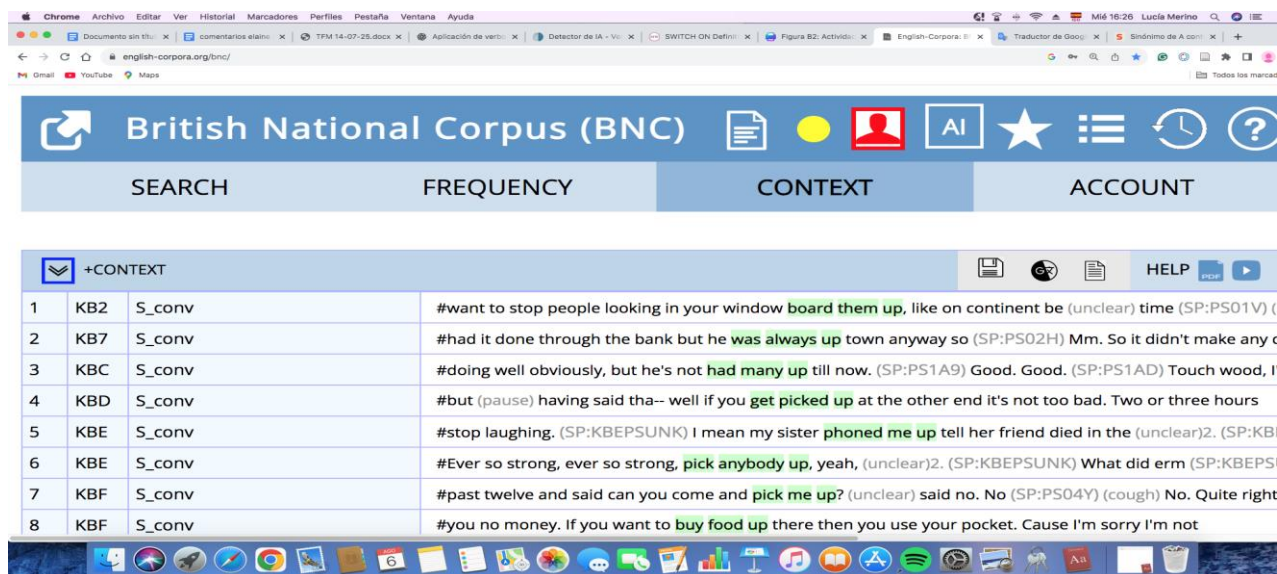 Chrome Archivo Editar Ver Historial Marcadores Perfiles Pestaña Ventana Ayuda Mié 16:26 Lucía Merino
Documento sin títu comentarios elaine TFM 14-07-25.docx Aplicación de verbo Detector de IA - SWITCH ON Defini Figura B2: Activida English-Corpora: B Traductor de Goog Sinónimo de A cont
english-corpora.org/bnc/
Gmail YouTube Maps Todos los marcad
British National Corpus (BNC) AI ?
SEARCH FREQUENCY CONTEXT ACCOUNT
+CONTEXT HELP PDF
1 KB2 S_conv #want to stop people looking in your window board them up, like on continent be (unclear) time (SP:PS01V) (
2 KB7 S_conv #had it done through the bank but he was always up town anyway so (SP:PS02H) Mm. So it didn't make any
3 KBC S_conv #doing well obviously, but he's not had many up till now. (SP:PS1A9) Good. Good. (SP:PS1AD) Touch wood, I'
4 KBD S_conv #but (pause) having said tha-- well if you get picked up at the other end it's not too bad. Two or three hours
5 KBE S_conv #stop laughing. (SP:KBEPSUNK) I mean my sister phoned me up tell her friend died in the (unclear)2. (SP:KB
6 KBE S_conv #Ever so strong, ever so strong, pick anybody up, yeah, (unclear)2. (SP:KBEPSUNK) What did erm (SP:KBEPS
7 KBF S_conv #past twelve and said can you come and pick me up? (unclear) said no. No (SP:PS04Y) (cough) No. Quite right
8 KBF S_conv #you no money. If you want to buy food up there then you use your pocket. Cause I'm sorry I'm not
6 Aa